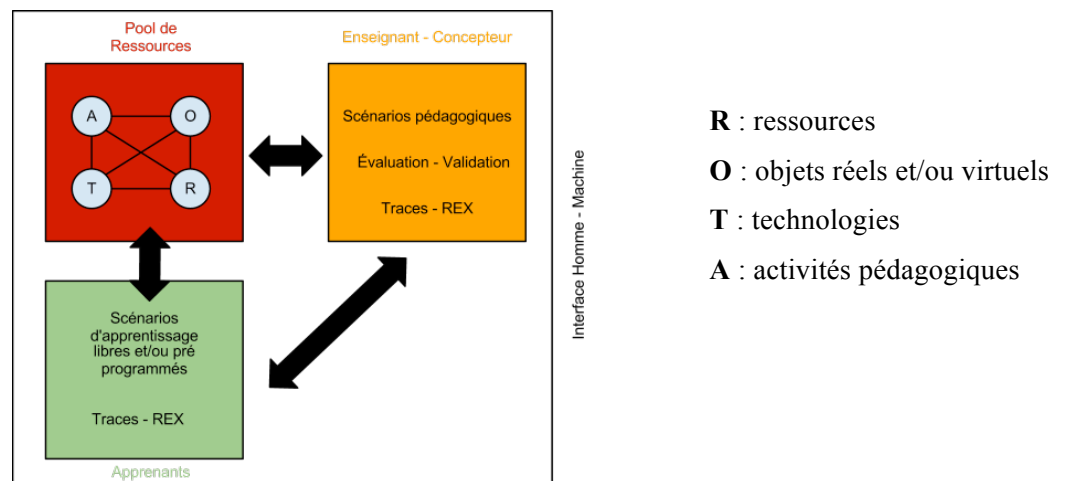 Pool de
Ressources
A
O
T
R
Enseignant - Concepteur
Scénarios pédagogiques
Évaluation - Validation
Traces - REX
Scénarios
d'apprentissage
libres et/ou pré
programmés
Traces - REX
Apprenants
Interface Homme - Machine
R : ressources
O : objets réels et/ou virtuels
T : technologies
A : activités pédagogiques